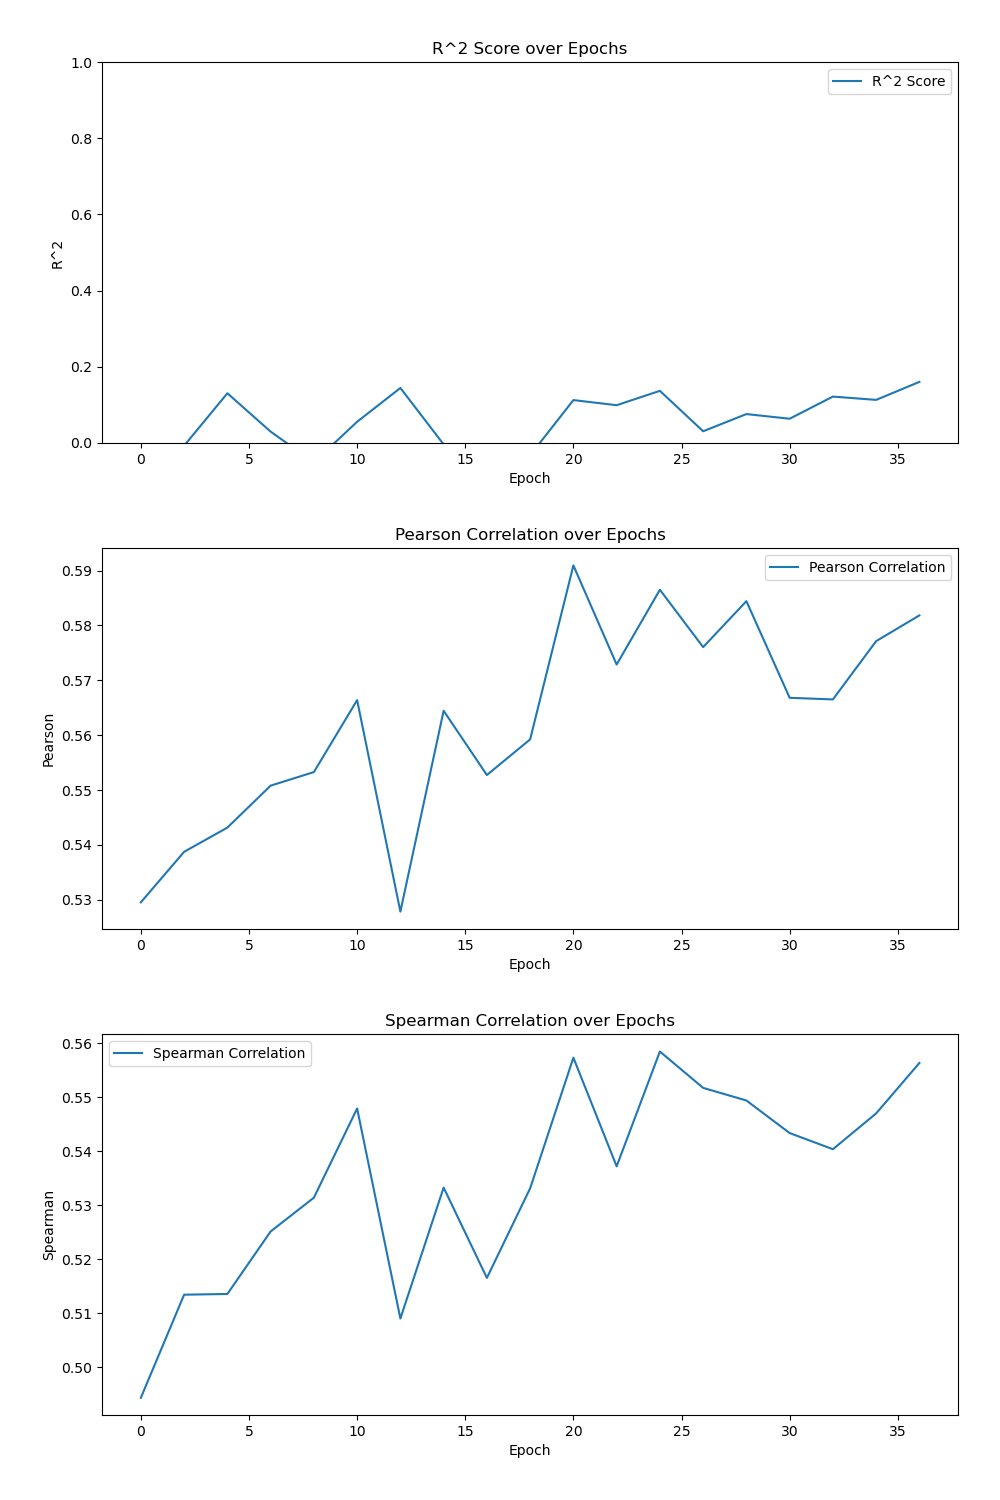 R^2 Score over Epochs
R^2 Score
1.0
0.8
0.6
0.4
0.2
0.0
R^2
0 5 10 15 20 25 30 35
Epoch
Pearson Correlation over Epochs
Pearson Correlation
0.59
0.58
0.57
0.56
0.55
0.54
0.53
Pearson
0 5 10 15 20 25 30 35
Epoch
Spearman Correlation over Epochs
Spearman Correlation
0.56
0.55
0.54
0.53
0.52
0.51
0.50
Spearman
0 5 10 15 20 25 30 35
Epoch